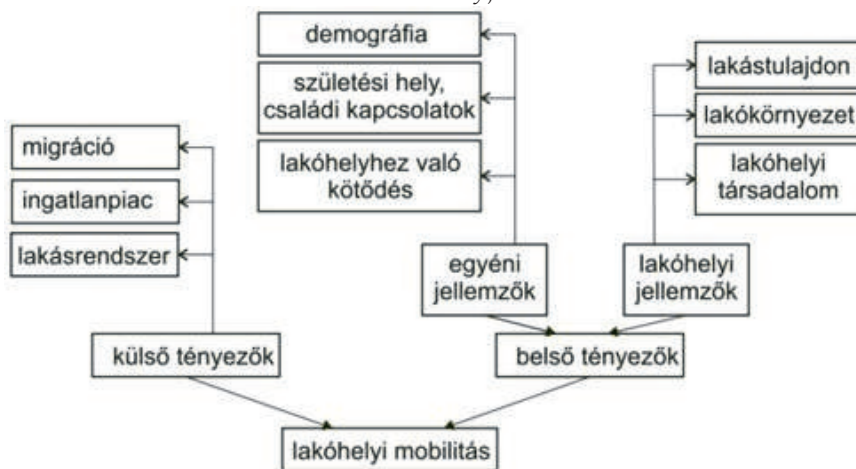 demográfia
születési hely,
családi kapcsolatok
lakóhelyhez való
kötődés
lakástulajdon
lakókörnyezet
lakóhelyi
társadalom
migráció
ingatlanpiac
lakásrendszer
egyéni
jellemzők
lakóhelyi
jellemzők
külső tényezők
belső tényezők
lakóhelyi mobilitás